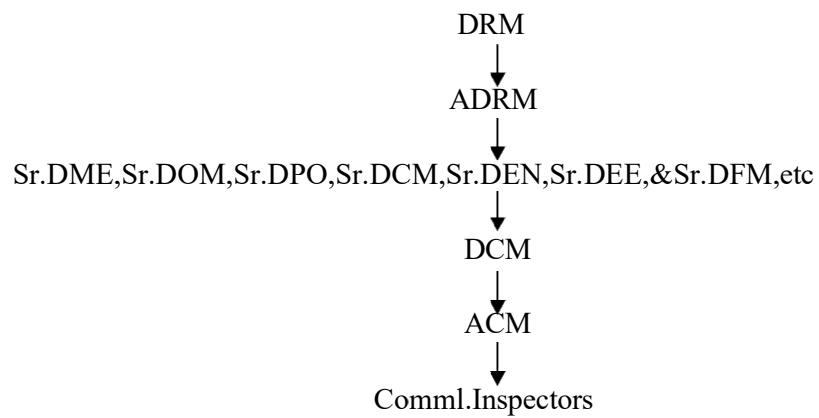 DRM
ADRM
Sr.DME,Sr.DOM,Sr.DPO,Sr.DCM,Sr.DEN,Sr.DEE,&Sr.DFM,etc
DCM
ACM
Comml.Inspectors